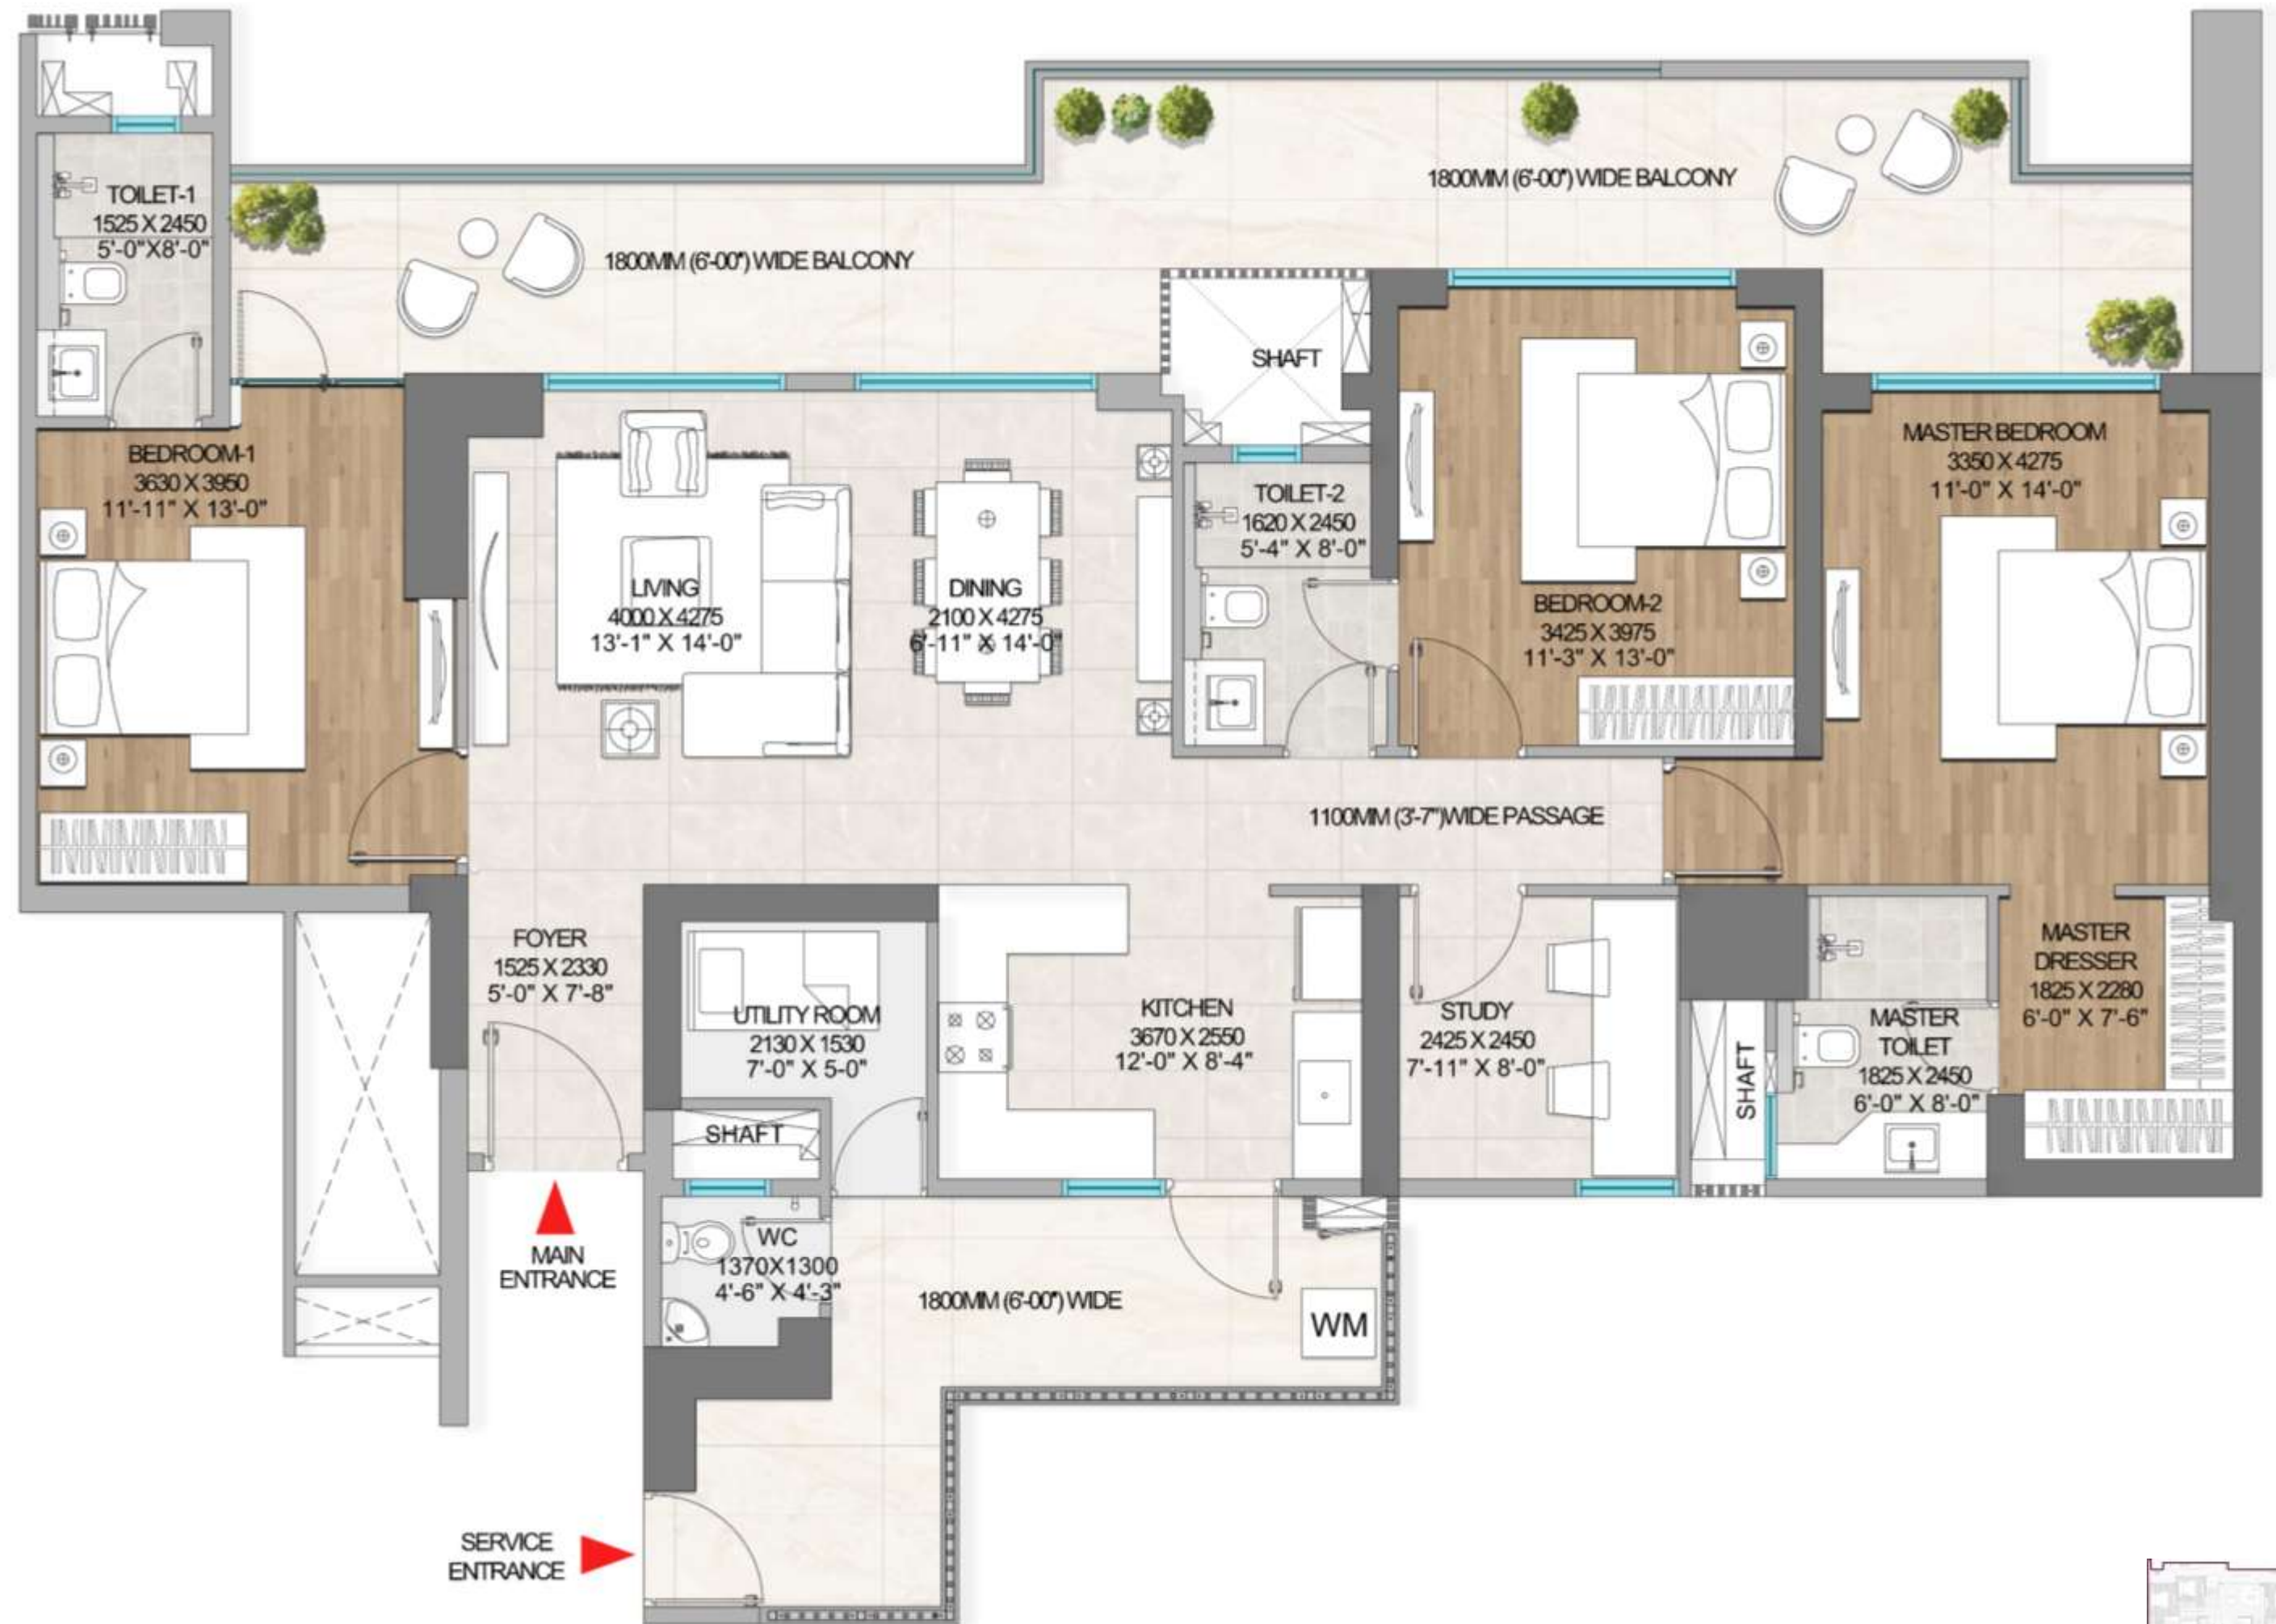 TOILET-1
1525 X 2450
5'-0"X8'-0"
1800MM (6'-00") WIDE BALCONY
1800MM (6'-00") WIDE BALCONY
SHAFT
BEDROOM-1
3630 X 3950
11'-11" X 13'-0"
LIVING
4000 X 4275
13'-1" X 14'-0"
DINING
2100 X 4275
6'-11" X 14'-0"
TOILET-2
1620 X 2450
5'-4" X 8'-0"
BEDROOM-2
3425 X 3975
11'-3" X 13'-0"
MASTER BEDROOM
3350 X 4275
11'-0" X 14'-0"
1100MM (3'-7")WIDE PASSAGE
FOYER
1525 X 2330
5'-0" X 7'-8"
UTILITY ROOM
2130 X 1530
7'-0" X 5-0"
KITCHEN
3670 X 2550
12'-0" X 8'-4"
STUDY
2425 X 2450
7'-11" X 8'-0"
MASTER
DRESSER
1825 X 2280
6'-0" X 7'-6"
MASTER
TOILET
1825 X 2450
6'-0" X 8'-0"
SHAFT
SHAFT
MAIN
ENTRANCE
WC
1370X1300
4'-6" X 4'-3"
1800MM (6'-00") WIDE
WM
SERVICE
ENTRANCE